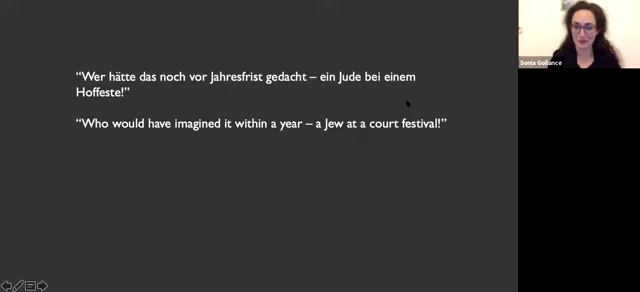 “Wer hätte das noch vor Jahresfrist gedacht – ein Jude bei einem
Hoffeste!”
“Who would have imagined it within a year – a Jew at a court festival!”
Sonia Gollance